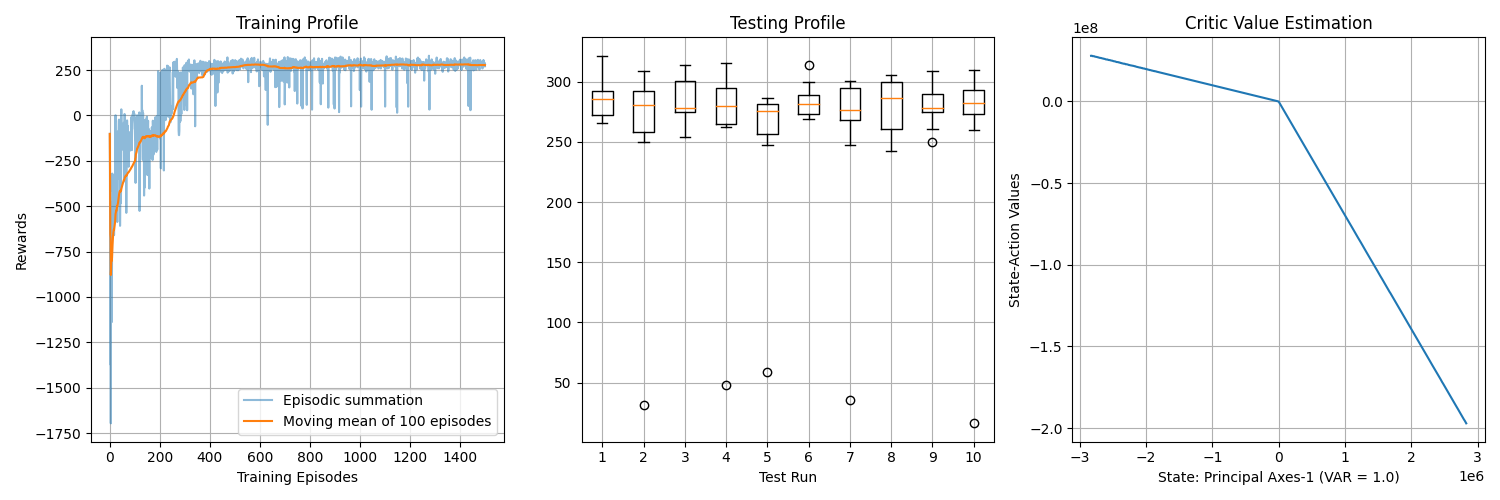 Training Profile
250
0
−250
−500
−750
−1000
−1250
−1500
−1750
Rewards
0 200 400 600 800 1000 1200 1400
Training Episodes
Episodic summation
Moving mean of 100 episodes
Testing Profile
300
250
200
150
100
50
1 2 3 4 5 6 7 8 9 10
Test Run
Critic Value Estimation
1e8
0.0
−0.5
−1.0
−1.5
−2.0
State-Action Values
−3 −2 −1 0 1 2 3
1e6
State: Principal Axes-1 (VAR = 1.0)